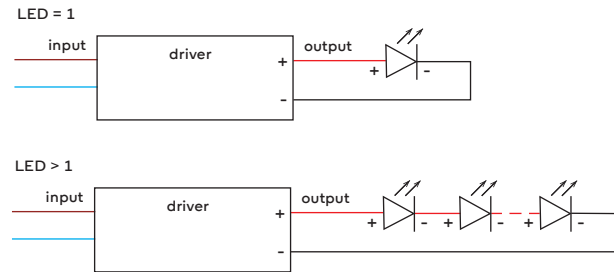 LED = 1
input
driver
output
+
+
-
-
LED > 1
input
driver
output
+
+
-
+
-
+
-
-